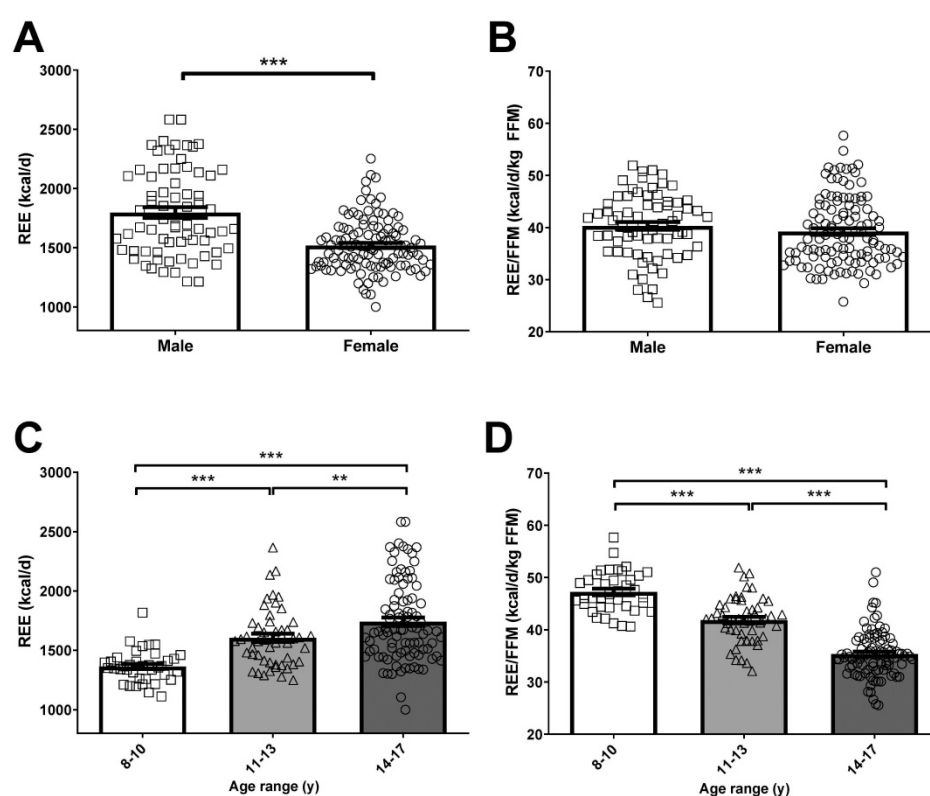 A
REE (kcal/d)
3000
2500
2000
1500
1000
***
Male
Female
B
REE/FFM (kcal/d/kg FFM)
70
60
50
40
30
20
Male
Female
C
REE (kcal/d)
3000
2500
2000
1500
1000
***
***
**
8-10
11-13
14-17
Age range (y)
D
REE/FFM (kcal/d/kg FFM)
70
60
50
40
30
20
***
***
***
8-10
11-13
14-17
Age range (y)